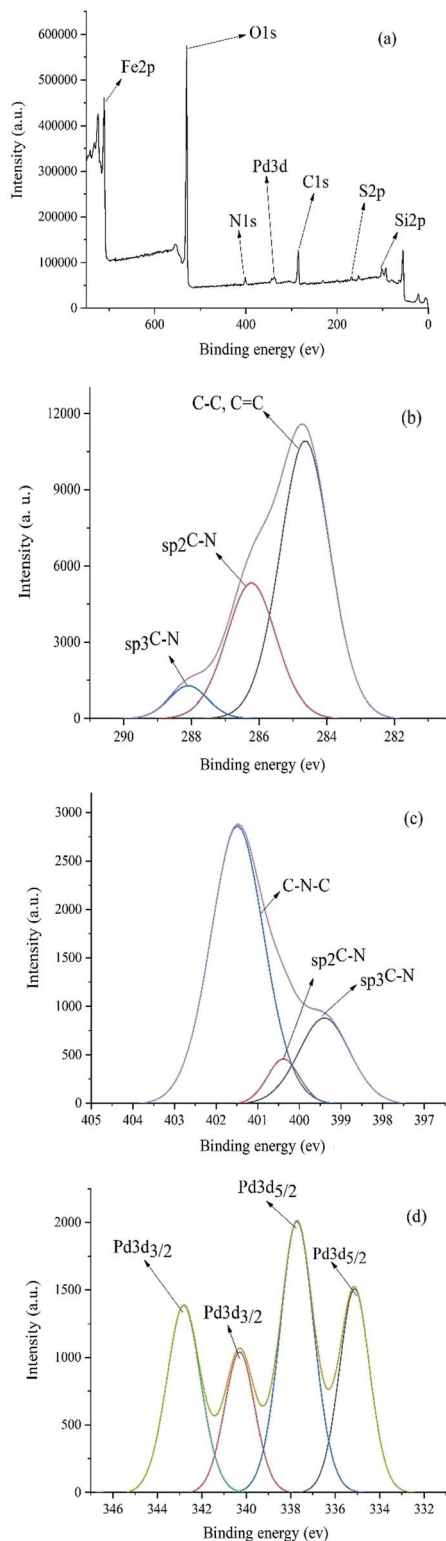 (a)
O1s
Fe2p
Pd3d
C1s
S2p
N1s
Si2p
600000
500000
400000
300000
200000
100000
0
Intensity (a.u.)
600 400 200 0
Binding energy (ev)
(b)
C-C, C=C
sp2C-N
sp3C-N
12000
9000
6000
3000
0
Intensity (a. u.)
290 288 286 284 282
Binding energy (ev)
(c)
C-N-C
sp2C-N
sp3C-N
3000
2500
2000
1500
1000
500
0
Intensity (a.u.)
405 404 403 402 401 400 399 398 397
Binding energy (ev)
(d)
Pd3d5/2
Pd3d3/2
Pd3d5/2
Pd3d3/2
2000
1500
1000
500
0
Intensity (a.u.)
346 344 342 340 338 337 335 334 332
Binding energy (ev)